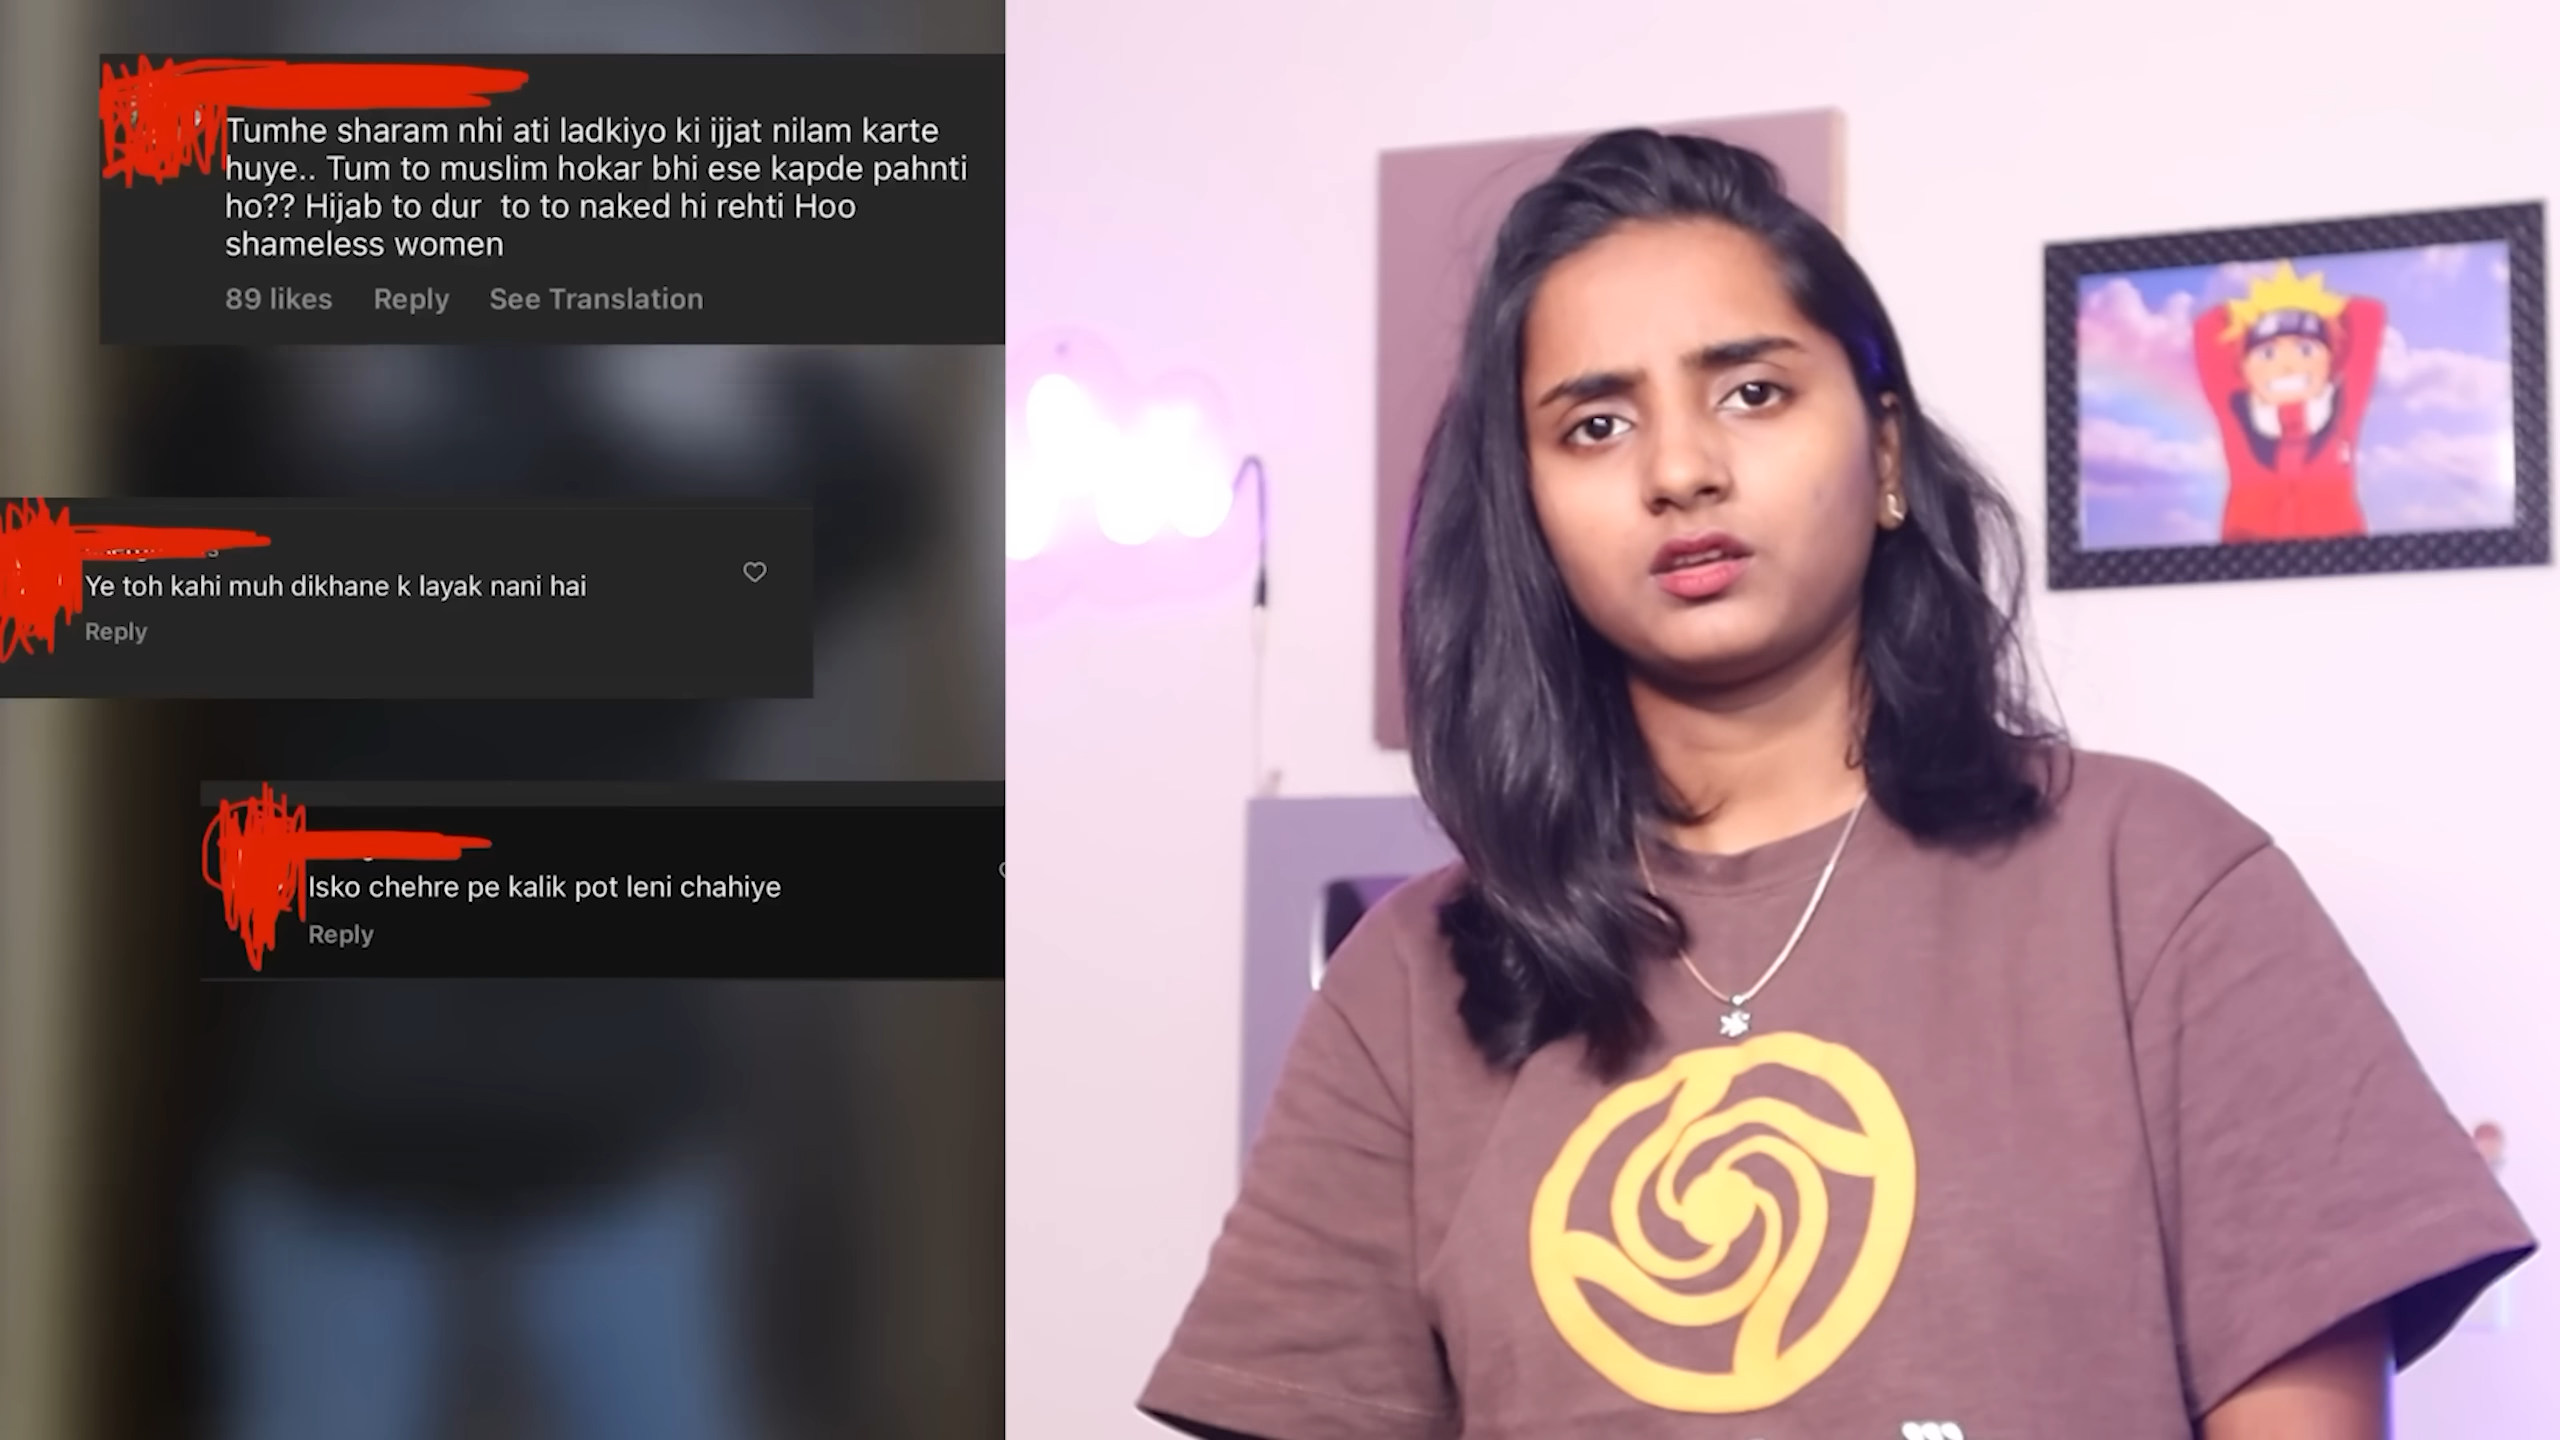 Tumhe sharam nhi ati ladkiyo ki ijjat nilam karte
huye.. Tum to muslim hokar bhi ese kapde pahnti
ho?? Hijab to dur  to to naked hi rehti Hoo
shameless women
89 likes Reply See Translation
Ye toh kahi muh dikhane k layak nani hai
Reply
Isko chehre pe kalik pot leni chahiye
Reply